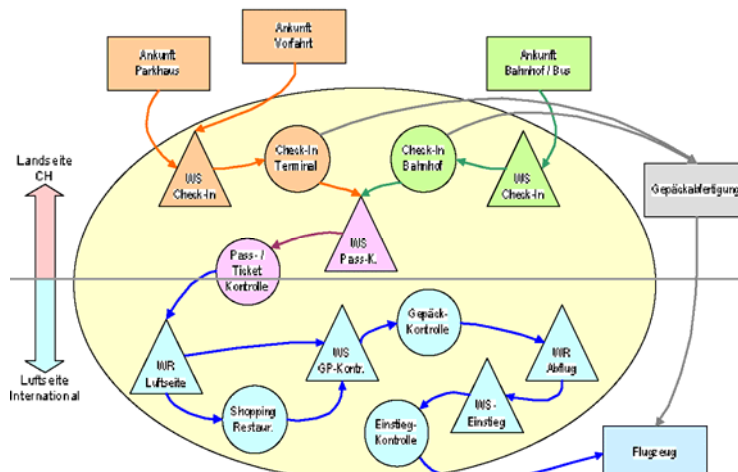 Ankunft
Parkhaus
Ankunft
Vorfahrt
Ankunft
Bahnhof / Bus
Landseite
CH
WS
Check-In
Check-In
Terminal
Check-In
Bahnhof
WS
Check-In
Gepäckabfertigung
WS
Pass-K.
Pass- /
Ticket
Kontrolle
Luftseite
International
WR
Luftseite
WS
GP-Kontr.
Gepäck-
Kontrolle
WR
Abflug
Shopping
Restaur.
Einstieg-
Kontrolle
WS-
Einstieg
Flugzeug